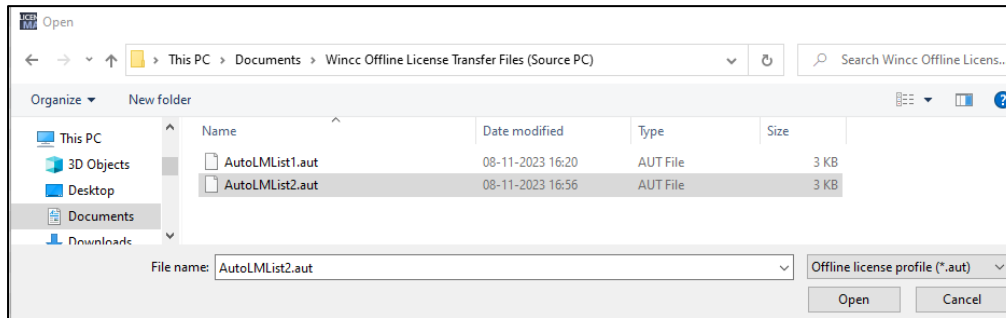 Open
This PC > Documents > Wincc Offline License Transfer Files (Source PC)
Search Wincc Offline Licens...
Organize
New folder
Name
Date modified
Type
Size
This PC
3D Objects
Desktop
Documents
Downloads
AutoLMList1.aut 08-11-2023 16:20 AUT File 3 KB
AutoLMList2.aut 08-11-2023 16:56 AUT File 3 KB
File name: AutoLMList2.aut
Offline license profile (*.aut)
Open
Cancel